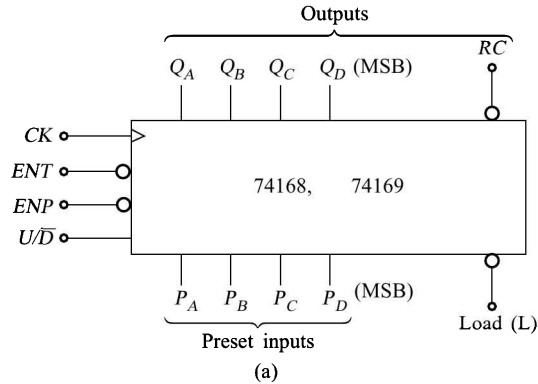 Outputs
RC
Q_A Q_B Q_C Q_D (MSB)
CK
ENT
ENP
U/D̅
74168, 74169
P_A P_B P_C P_D (MSB)
Load (L)
Preset inputs
(a)